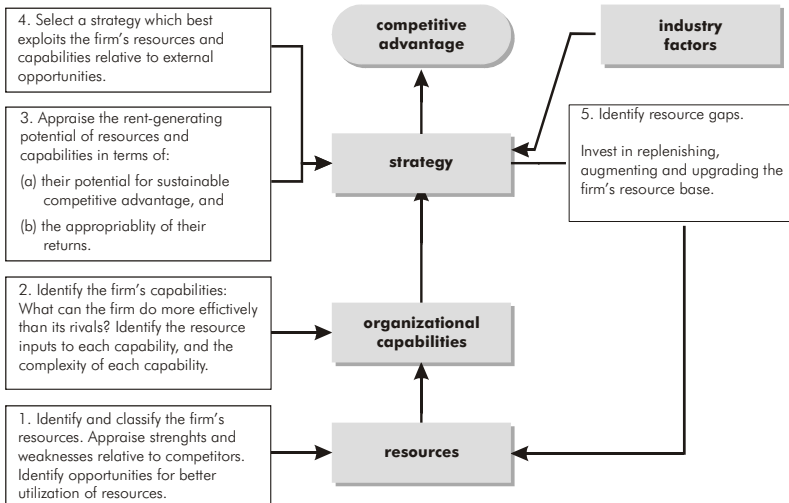 4. Select a strategy which best
exploits the firm's resources and
capabilities relative to external
opportunities.
competitive
advantage
industry
factors
3. Appraise the rent-generating
potential of resources and
capabilities in terms of:
(a) their potential for sustainable
competitive advantage, and
(b) the appropriablity of their
returns.
strategy
5. Identify resource gaps.
Invest in replenishing,
augmenting and upgrading the
firm's resource base.
2. Identify the firm's capabilities:
What can the firm do more effictively
than its rivals? Identify the resource
inputs to each capability, and the
complexity of each capability.
organizational
capabilities
1. Identify and classify the firm's
resources. Appraise strenghts and
weaknesses relative to competitors.
Identify opportunities for better
utilization of resources.
resources